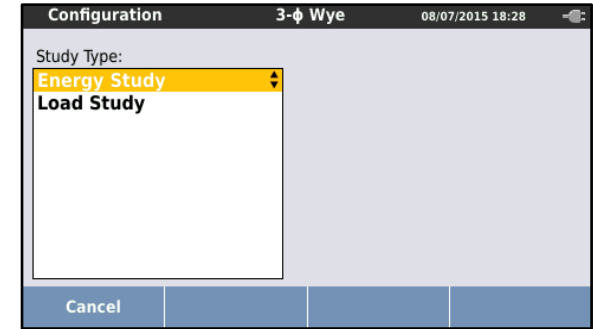 Configuration 3-ϕ Wye 08/07/2015 18:28
Study Type:
Energy Study
Load Study
Cancel